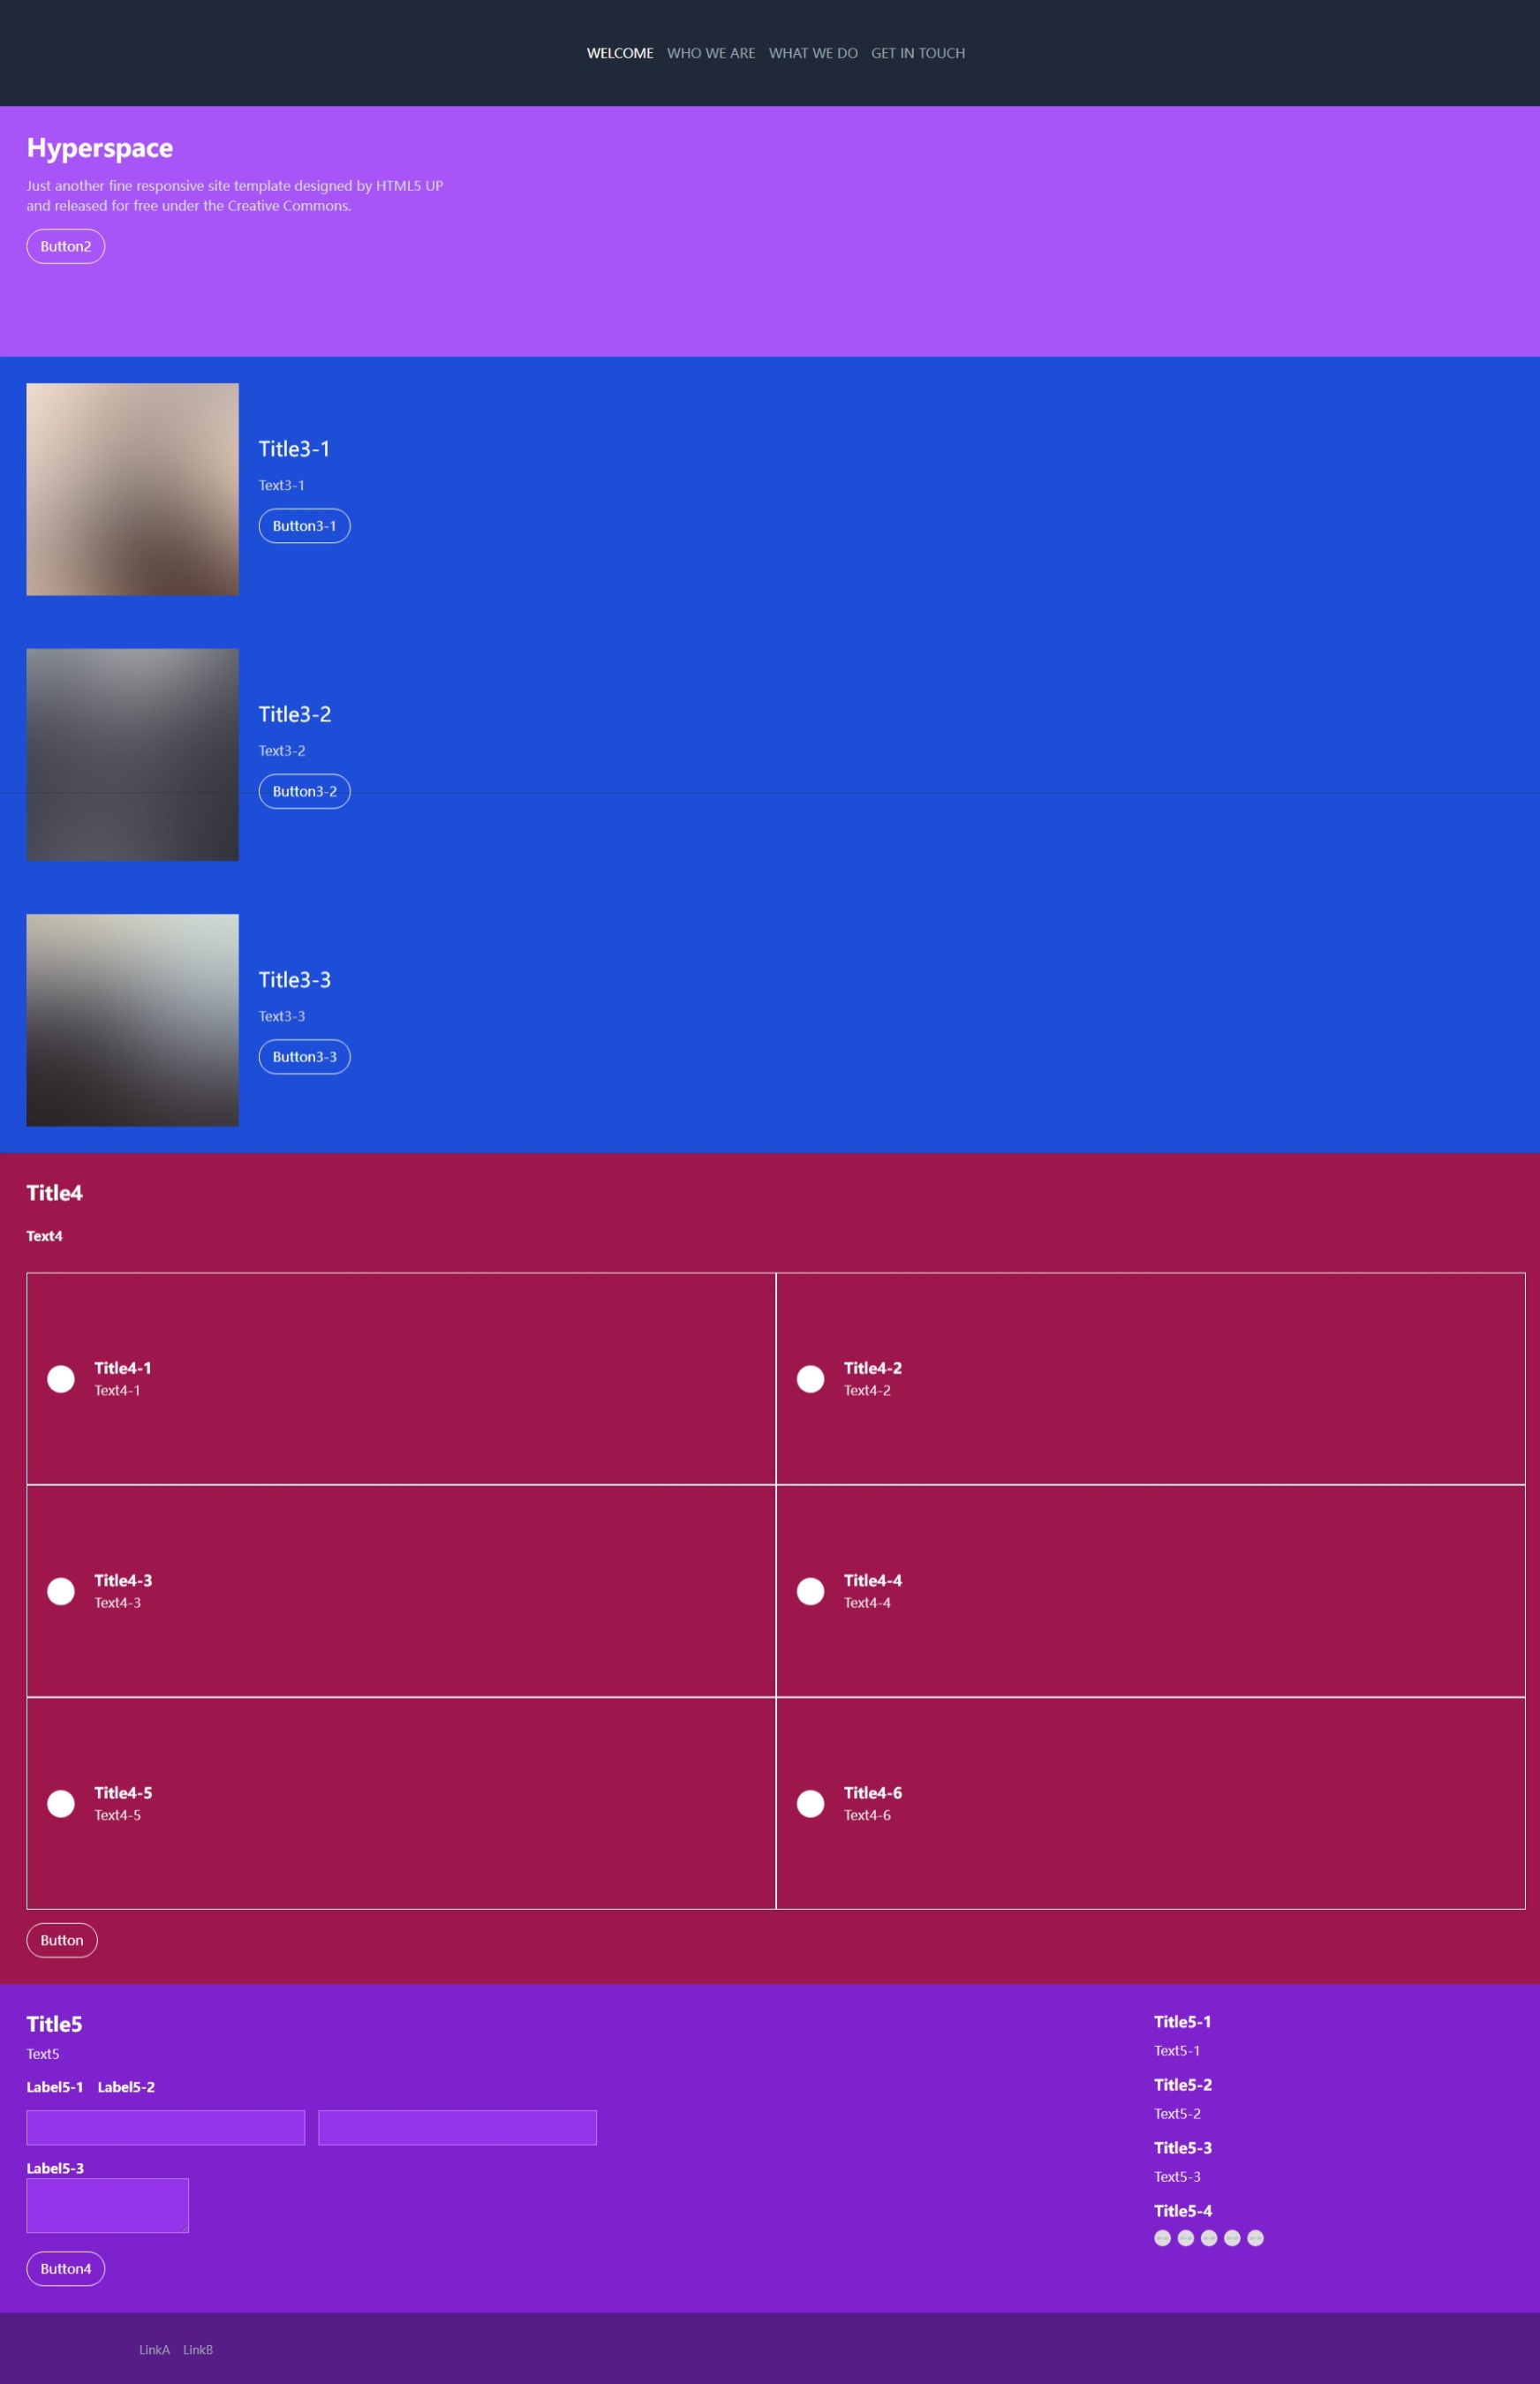 WELCOME WHO WE ARE WHAT WE DO GET IN TOUCH
Hyperspace
Just another fine responsive site template designed by HTML5 UP
and released for free under the Creative Commons.
Button2
Title3-1
Text3-1
Button3-1
Title3-2
Text3-2
Button3-2
Title3-3
Text3-3
Button3-3
Title4
Text4
Title4-1
Text4-1
Title4-2
Text4-2
Title4-3
Text4-3
Title4-4
Text4-4
Title4-5
Text4-5
Title4-6
Text4-6
Button
Title5
Text5
Label5-1 Label5-2
Label5-3
Button4
Title5-1
Text5-1
Title5-2
Text5-2
Title5-3
Text5-3
Title5-4
LinkA LinkB